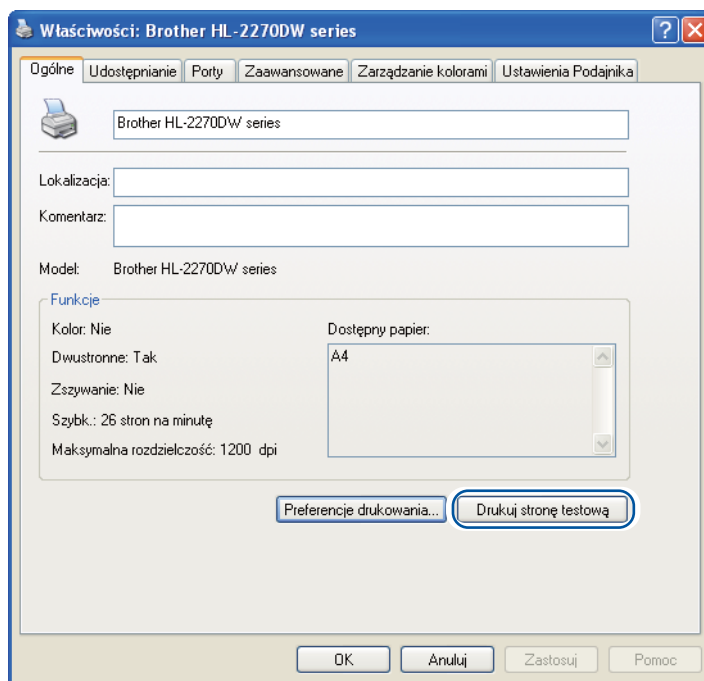 Właściwości: Brother HL-2270DW series
Ogólne Udostępnianie Porty Zaawansowane Zarządzanie kolorami Ustawienia Podajnika
Brother HL-2270DW series
Lokalizacja:
Komentarz:
Model: Brother HL-2270DW series
Funkcje
Kolor: Nie Dostępny papier:
Dwustronne: Tak A4
Zszywanie: Nie
Szybk.: 26 stron na minutę
Maksymalna rozdzielczość: 1200 dpi
Preferencje drukowania... Drukuj stronę testową
OK Anuluj Zastosuj Pomoc